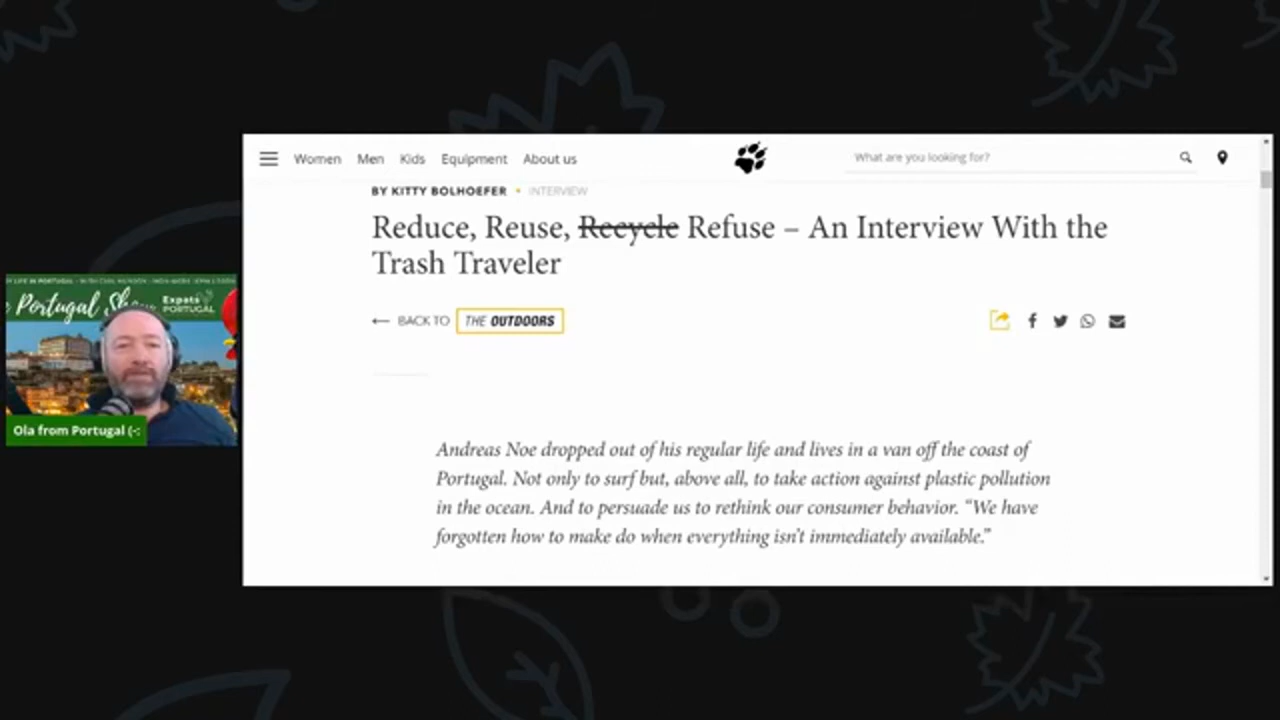 Women Men Kids Equipment About us
What are you looking for?
BY KITTY BOLHOEFER • INTERVIEW
Reduce, Reuse, Recycle Refuse – An Interview With the
Trash Traveler
← BACK TO THE OUTDOORS
Portugal Show
Expats
PORTUGAL
Ola from Portugal (-:
Andreas Noe dropped out of his regular life and lives in a van off the coast of
Portugal. Not only to surf but, above all, to take action against plastic pollution
in the ocean. And to persuade us to rethink our consumer behavior. “We have
forgotten how to make do when everything isn’t immediately available.”